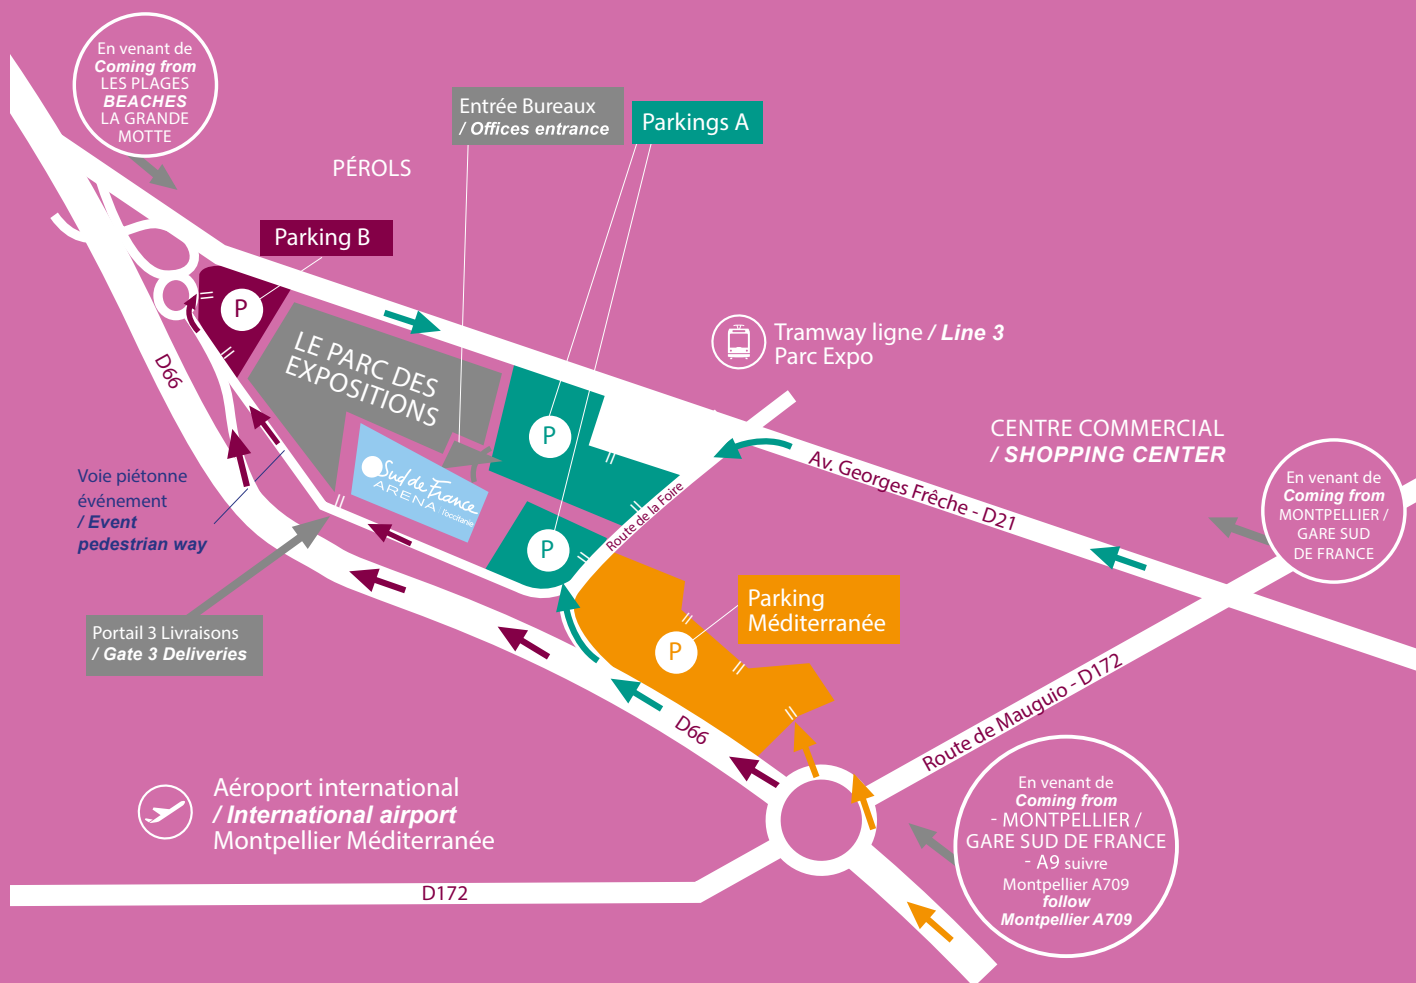 En venant de
Coming from
LES PLAGES
BEACHES
LA GRANDE
MOTTE
Entrée Bureaux
/ Offices entrance
Parkings A
PÉROLS
Parking B
P
LE PARC DES
EXPOSITIONS
D66
Tramway ligne / Line 3
Parc Expo
P
CENTRE COMMERCIAL
/ SHOPPING CENTER
Av. Georges Frêche - D21
En venant de
Coming from
MONTPELLIER /
GARE SUD
DE FRANCE
Voie piétonne
événement
/ Event
pedestrian way
Sud de France
ARENA
l'occitanie
Route de la Foire
P
Parking
Méditerranée
P
Portail 3 Livraisons
/ Gate 3 Deliveries
D66
Route de Mauguio - D172
Aéroport international
/ International airport
Montpellier Méditerranée
En venant de
Coming from
- MONTPELLIER /
GARE SUD DE FRANCE
- A9 suivre
Montpellier A709
follow
Montpellier A709
D172